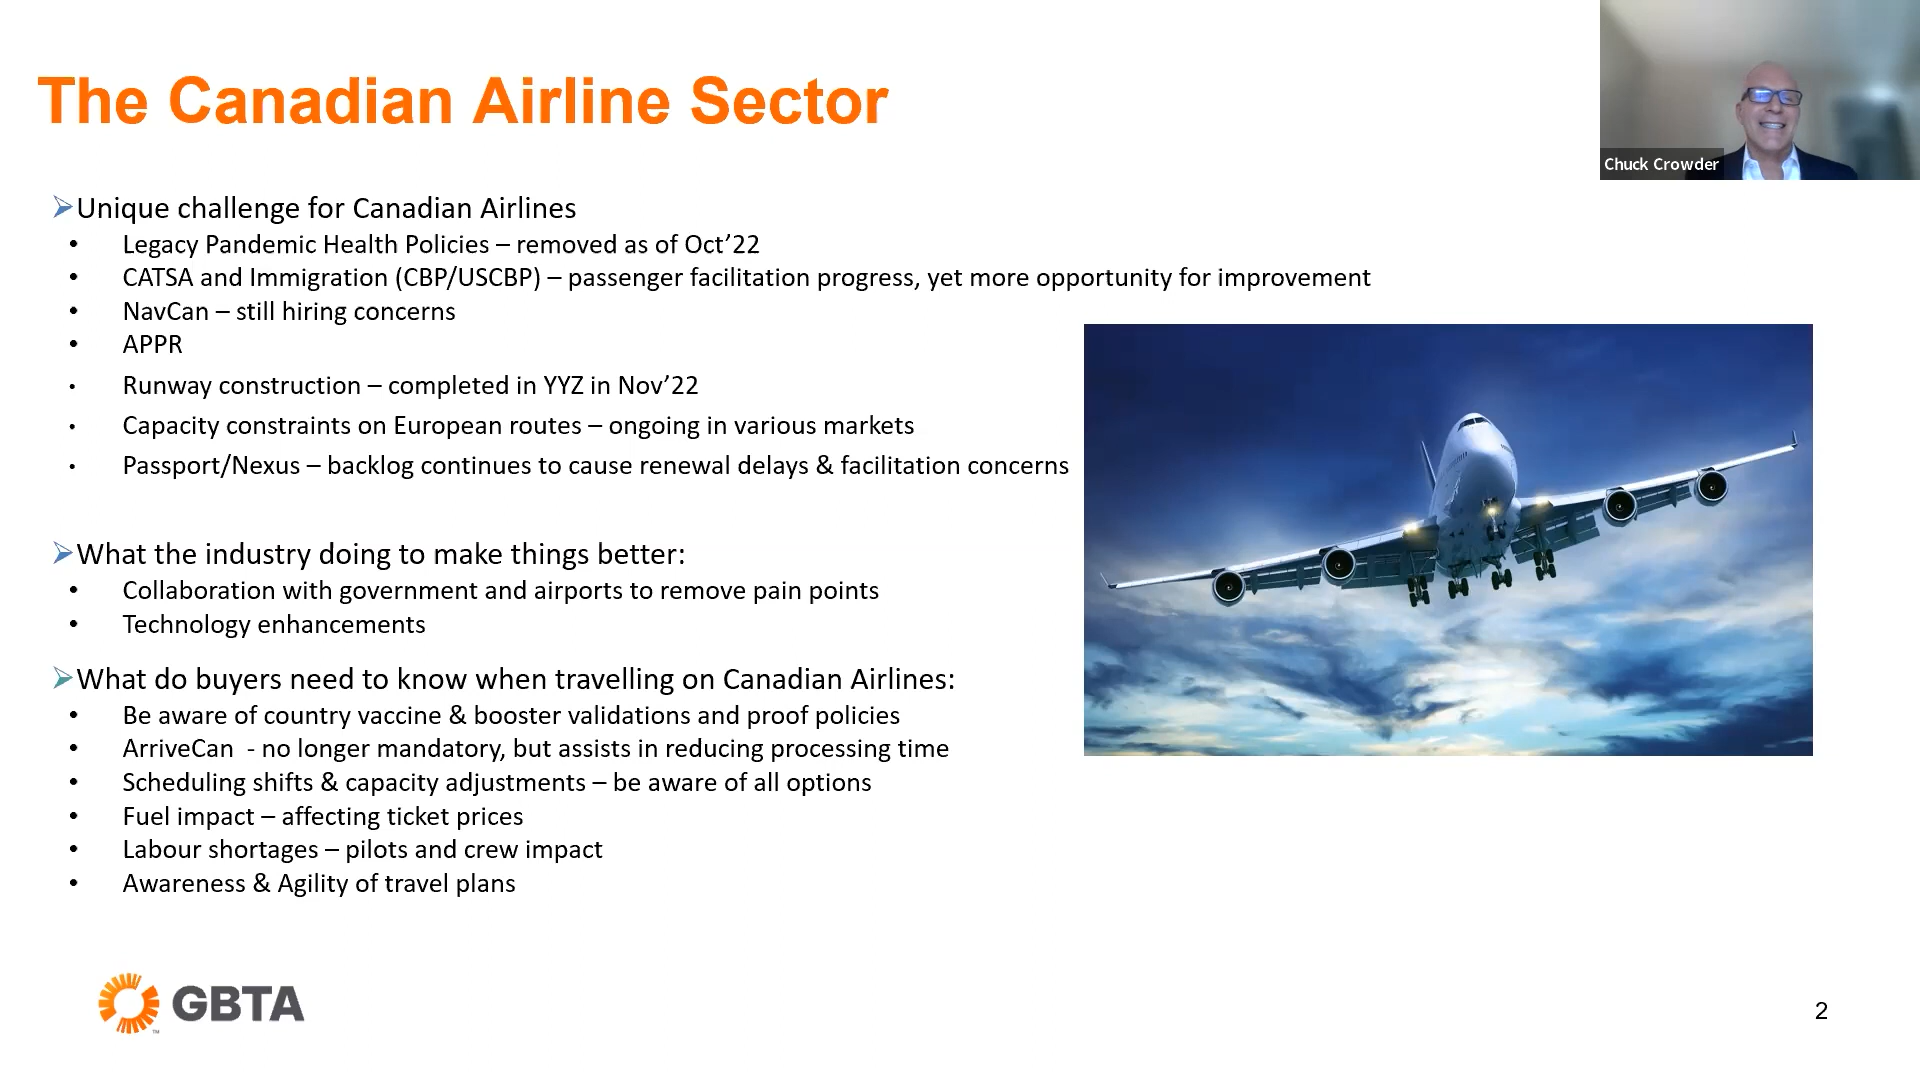 The Canadian Airline Sector
Chuck Crowder
Unique challenge for Canadian Airlines
• Legacy Pandemic Health Policies – removed as of Oct’22
• CATSA and Immigration (CBP/USCBP) – passenger facilitation progress, yet more opportunity for improvement
• NavCan – still hiring concerns
• APPR
• Runway construction – completed in YYZ in Nov’22
• Capacity constraints on European routes – ongoing in various markets
• Passport/Nexus – backlog continues to cause renewal delays & facilitation concerns
What the industry doing to make things better:
• Collaboration with government and airports to remove pain points
• Technology enhancements
What do buyers need to know when travelling on Canadian Airlines:
• Be aware of country vaccine & booster validations and proof policies
• ArriveCan - no longer mandatory, but assists in reducing processing time
• Scheduling shifts & capacity adjustments – be aware of all options
• Fuel impact – affecting ticket prices
• Labour shortages – pilots and crew impact
• Awareness & Agility of travel plans
GBTA
TM
2